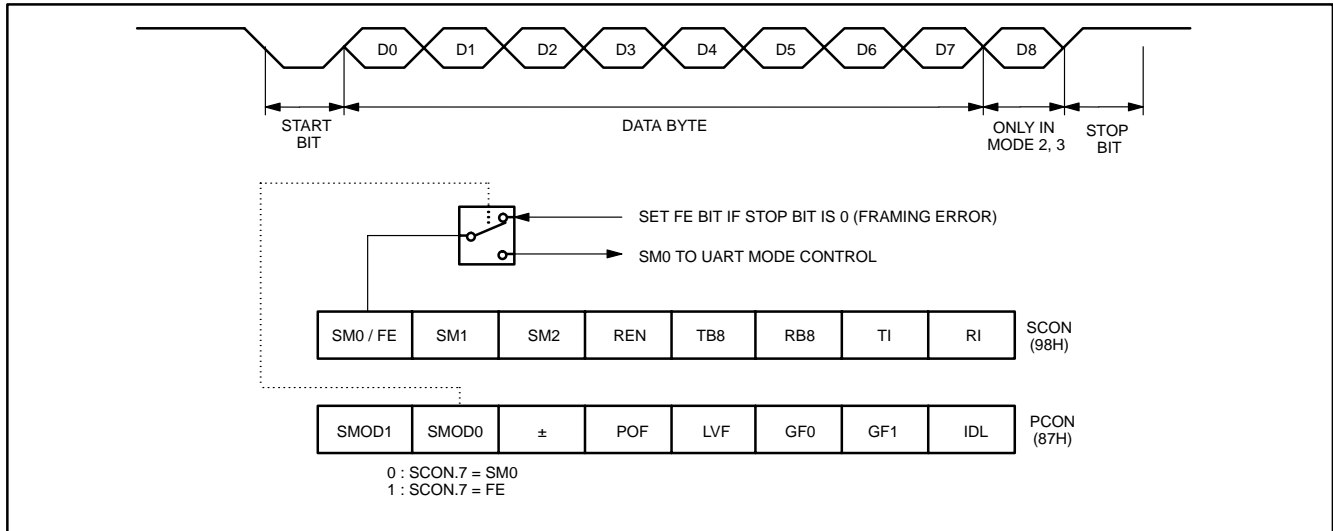 D0 D1 D2 D3 D4 D5 D6 D7 D8
START
BIT
DATA BYTE
ONLY IN
MODE 2, 3
STOP
BIT
SET FE BIT IF STOP BIT IS 0 (FRAMING ERROR)
SM0 TO UART MODE CONTROL
SM0 / FE SM1 SM2 REN TB8 RB8 TI RI
SCON
(98H)
SMOD1 SMOD0 ± POF LVF GF0 GF1 IDL
PCON
(87H)
0 : SCON.7 = SM0
1 : SCON.7 = FE